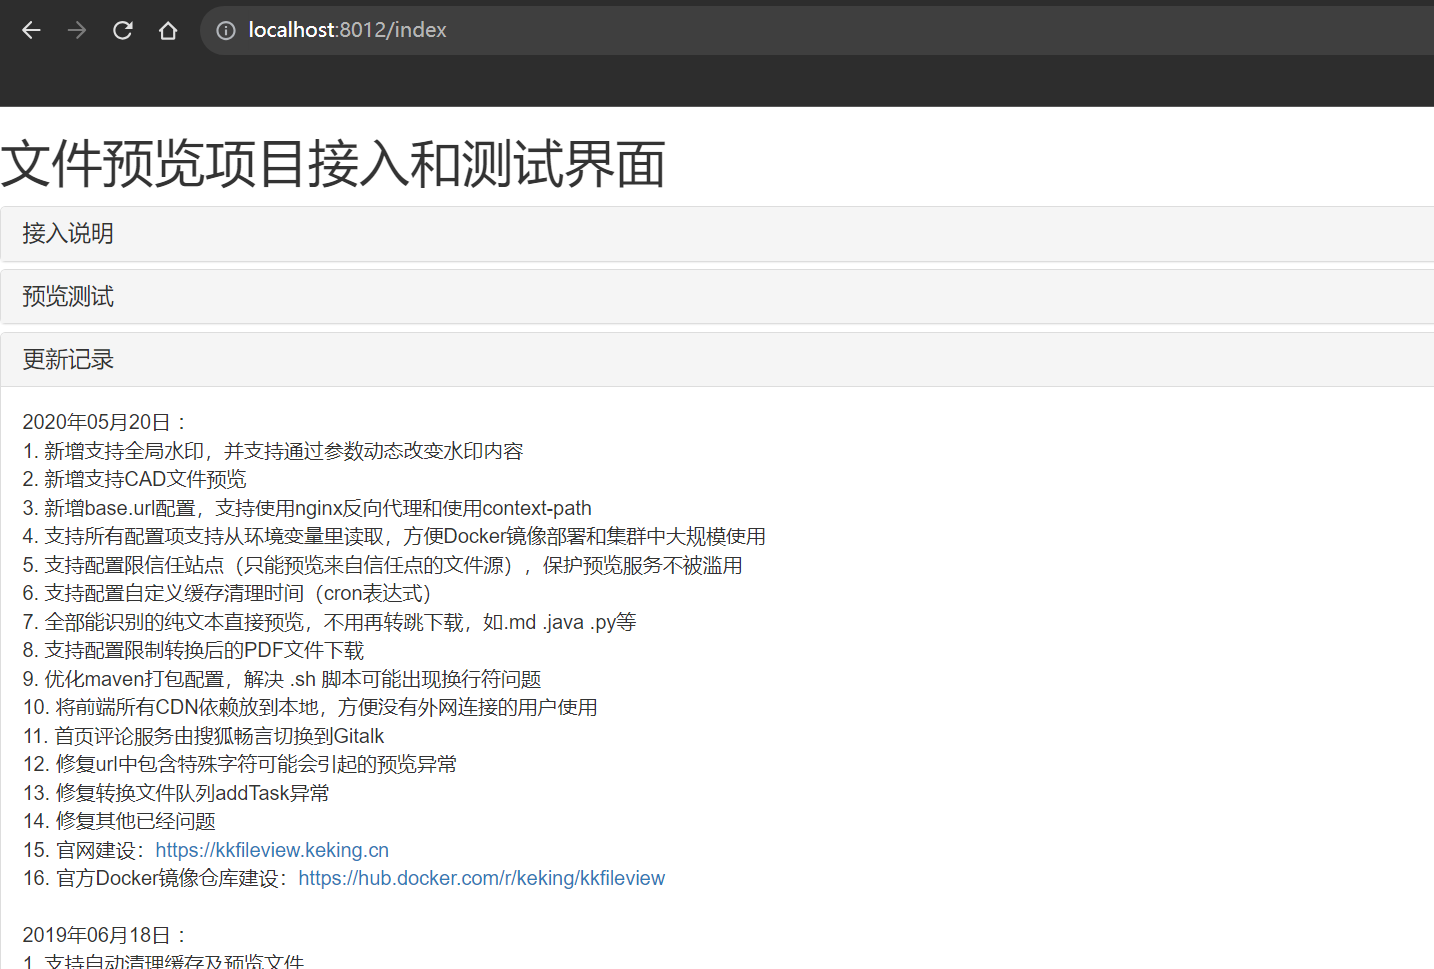 localhost:8012/index
文件预览项目接入和测试界面
接入说明
预览测试
更新记录
2020年05月20日 ：
1. 新增支持全局水印，并支持通过参数动态改变水印内容
2. 新增支持CAD文件预览
3. 新增base.url配置，支持使用nginx反向代理和使用context-path
4. 支持所有配置项支持从环境变量里读取，方便Docker镜像部署和集群中大规模使用
5. 支持配置限信任站点（只能预览来自信任点的文件源），保护预览服务不被滥用
6. 支持配置自定义缓存清理时间（cron表达式）
7. 全部能识别的纯文本直接预览，不用再转跳下载，如.md .java .py等
8. 支持配置限制转换后的PDF文件下载
9. 优化maven打包配置，解决 .sh 脚本可能出现换行符问题
10. 将前端所有CDN依赖放到本地，方便没有外网连接的用户使用
11. 首页评论服务由搜狐畅言切换到Gitalk
12. 修复url中包含特殊字符可能会引起的预览异常
13. 修复转换文件队列addTask异常
14. 修复其他已经问题
15. 官网建设：https://kkfileview.keking.cn
16. 官方Docker镜像仓库建设：https://hub.docker.com/r/keking/kkfileview
2019年06月18日 ：
1. 支持自动清理缓存及预览文件